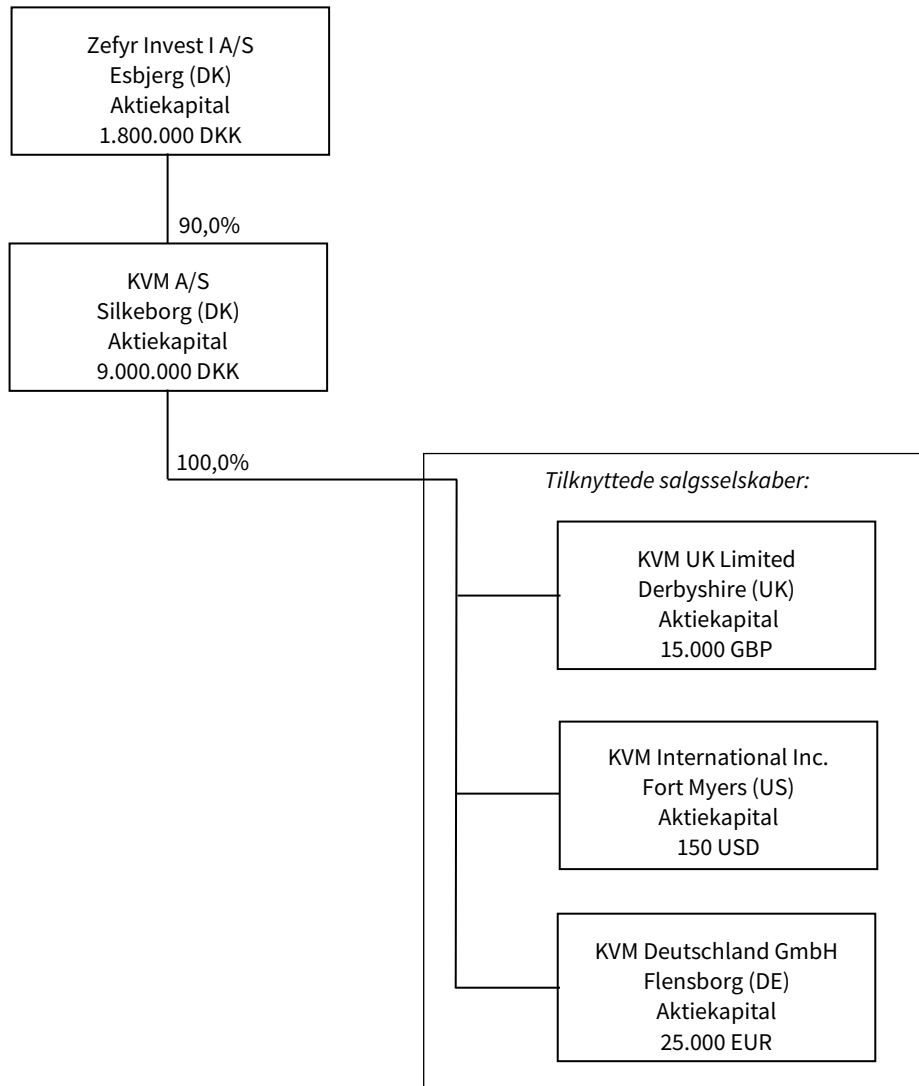 Zefyr Invest I A/S
Esbjerg (DK)
Aktiekapital
1.800.000 DKK
90,0%
KVM A/S
Silkeborg (DK)
Aktiekapital
9.000.000 DKK
100,0%
Tilknyttede salgsselskaber:
KVM UK Limited
Derbyshire (UK)
Aktiekapital
15.000 GBP
KVM International Inc.
Fort Myers (US)
Aktiekapital
150 USD
KVM Deutschland GmbH
Flensborg (DE)
Aktiekapital
25.000 EUR